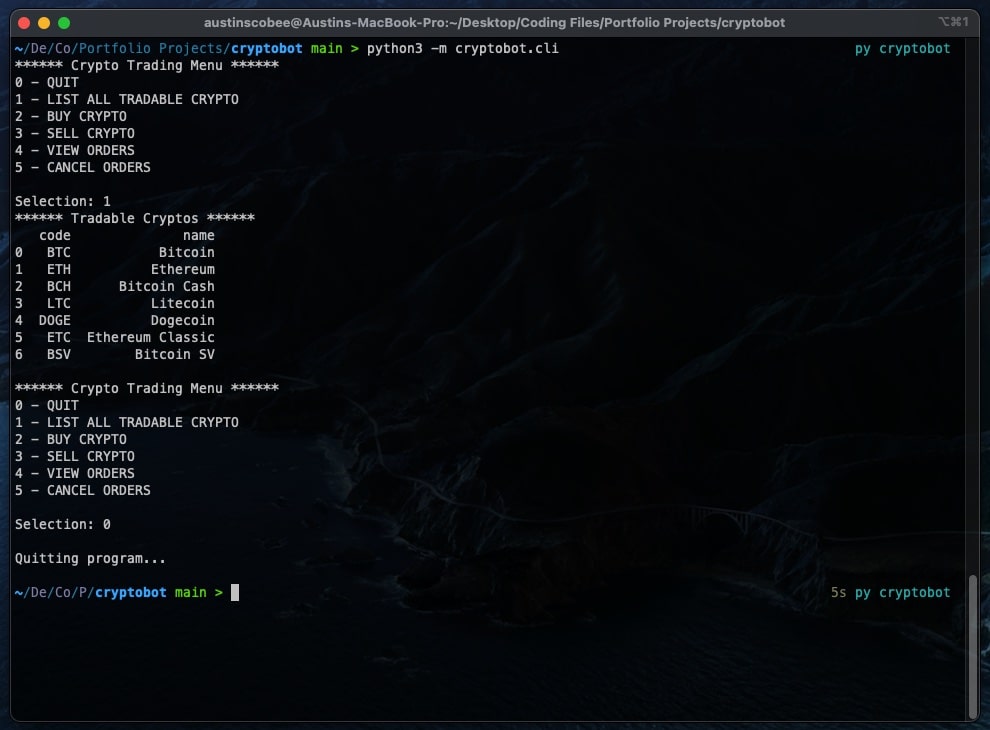 austinscobee@Austins-MacBook-Pro:~/Desktop/Coding Files/Portfolio Projects/cryptobot ⌥⌘1
~/De/Co/Portfolio Projects/cryptobot main > python3 -m cryptobot.cli py cryptobot
****** Crypto Trading Menu ******
0 - QUIT
1 - LIST ALL TRADABLE CRYPTO
2 - BUY CRYPTO
3 - SELL CRYPTO
4 - VIEW ORDERS
5 - CANCEL ORDERS
Selection: 1
****** Tradable Cryptos ******
code name
0 BTC Bitcoin
1 ETH Ethereum
2 BCH Bitcoin Cash
3 LTC Litecoin
4 DOGE Dogecoin
5 ETC Ethereum Classic
6 BSV Bitcoin SV
****** Crypto Trading Menu ******
0 - QUIT
1 - LIST ALL TRADABLE CRYPTO
2 - BUY CRYPTO
3 - SELL CRYPTO
4 - VIEW ORDERS
5 - CANCEL ORDERS
Selection: 0
Quitting program...
~/De/Co/P/cryptobot main > 5s py cryptobot